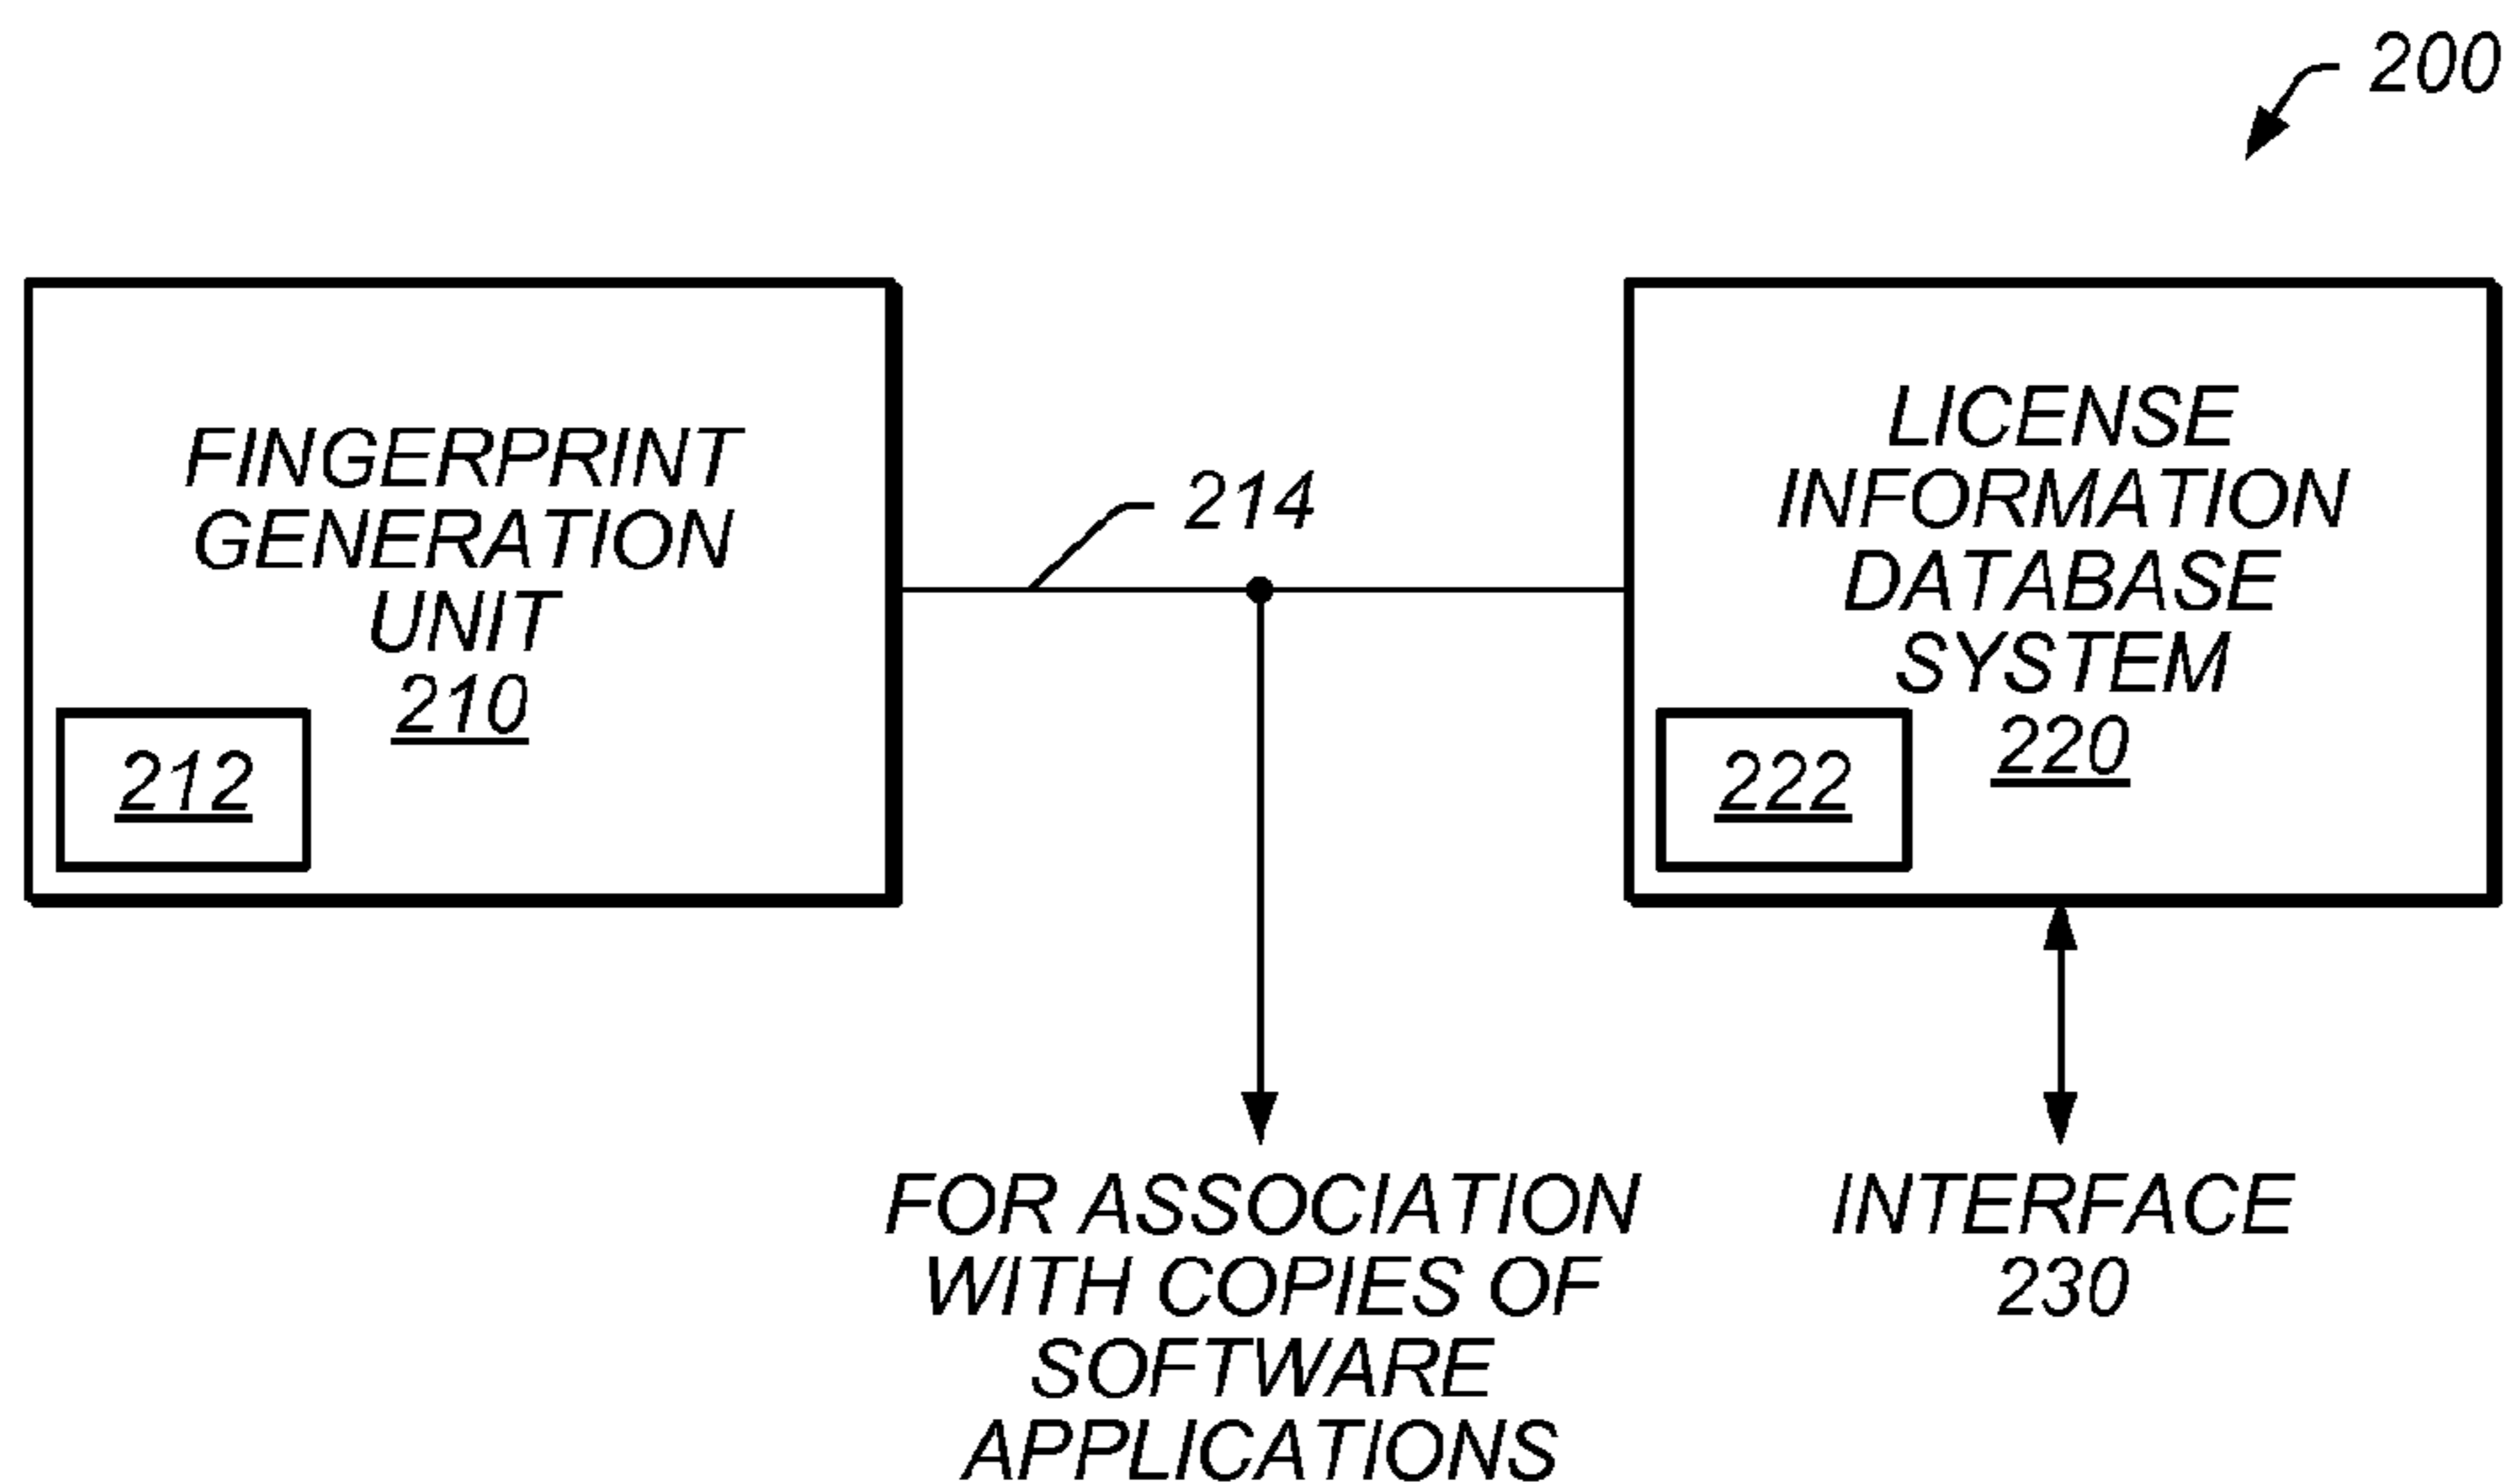 200
FINGERPRINT
GENERATION
UNIT
210
212
214
LICENSE
INFORMATION
DATABASE
SYSTEM
220
222
FOR ASSOCIATION
WITH COPIES OF
SOFTWARE
APPLICATIONS
INTERFACE
230